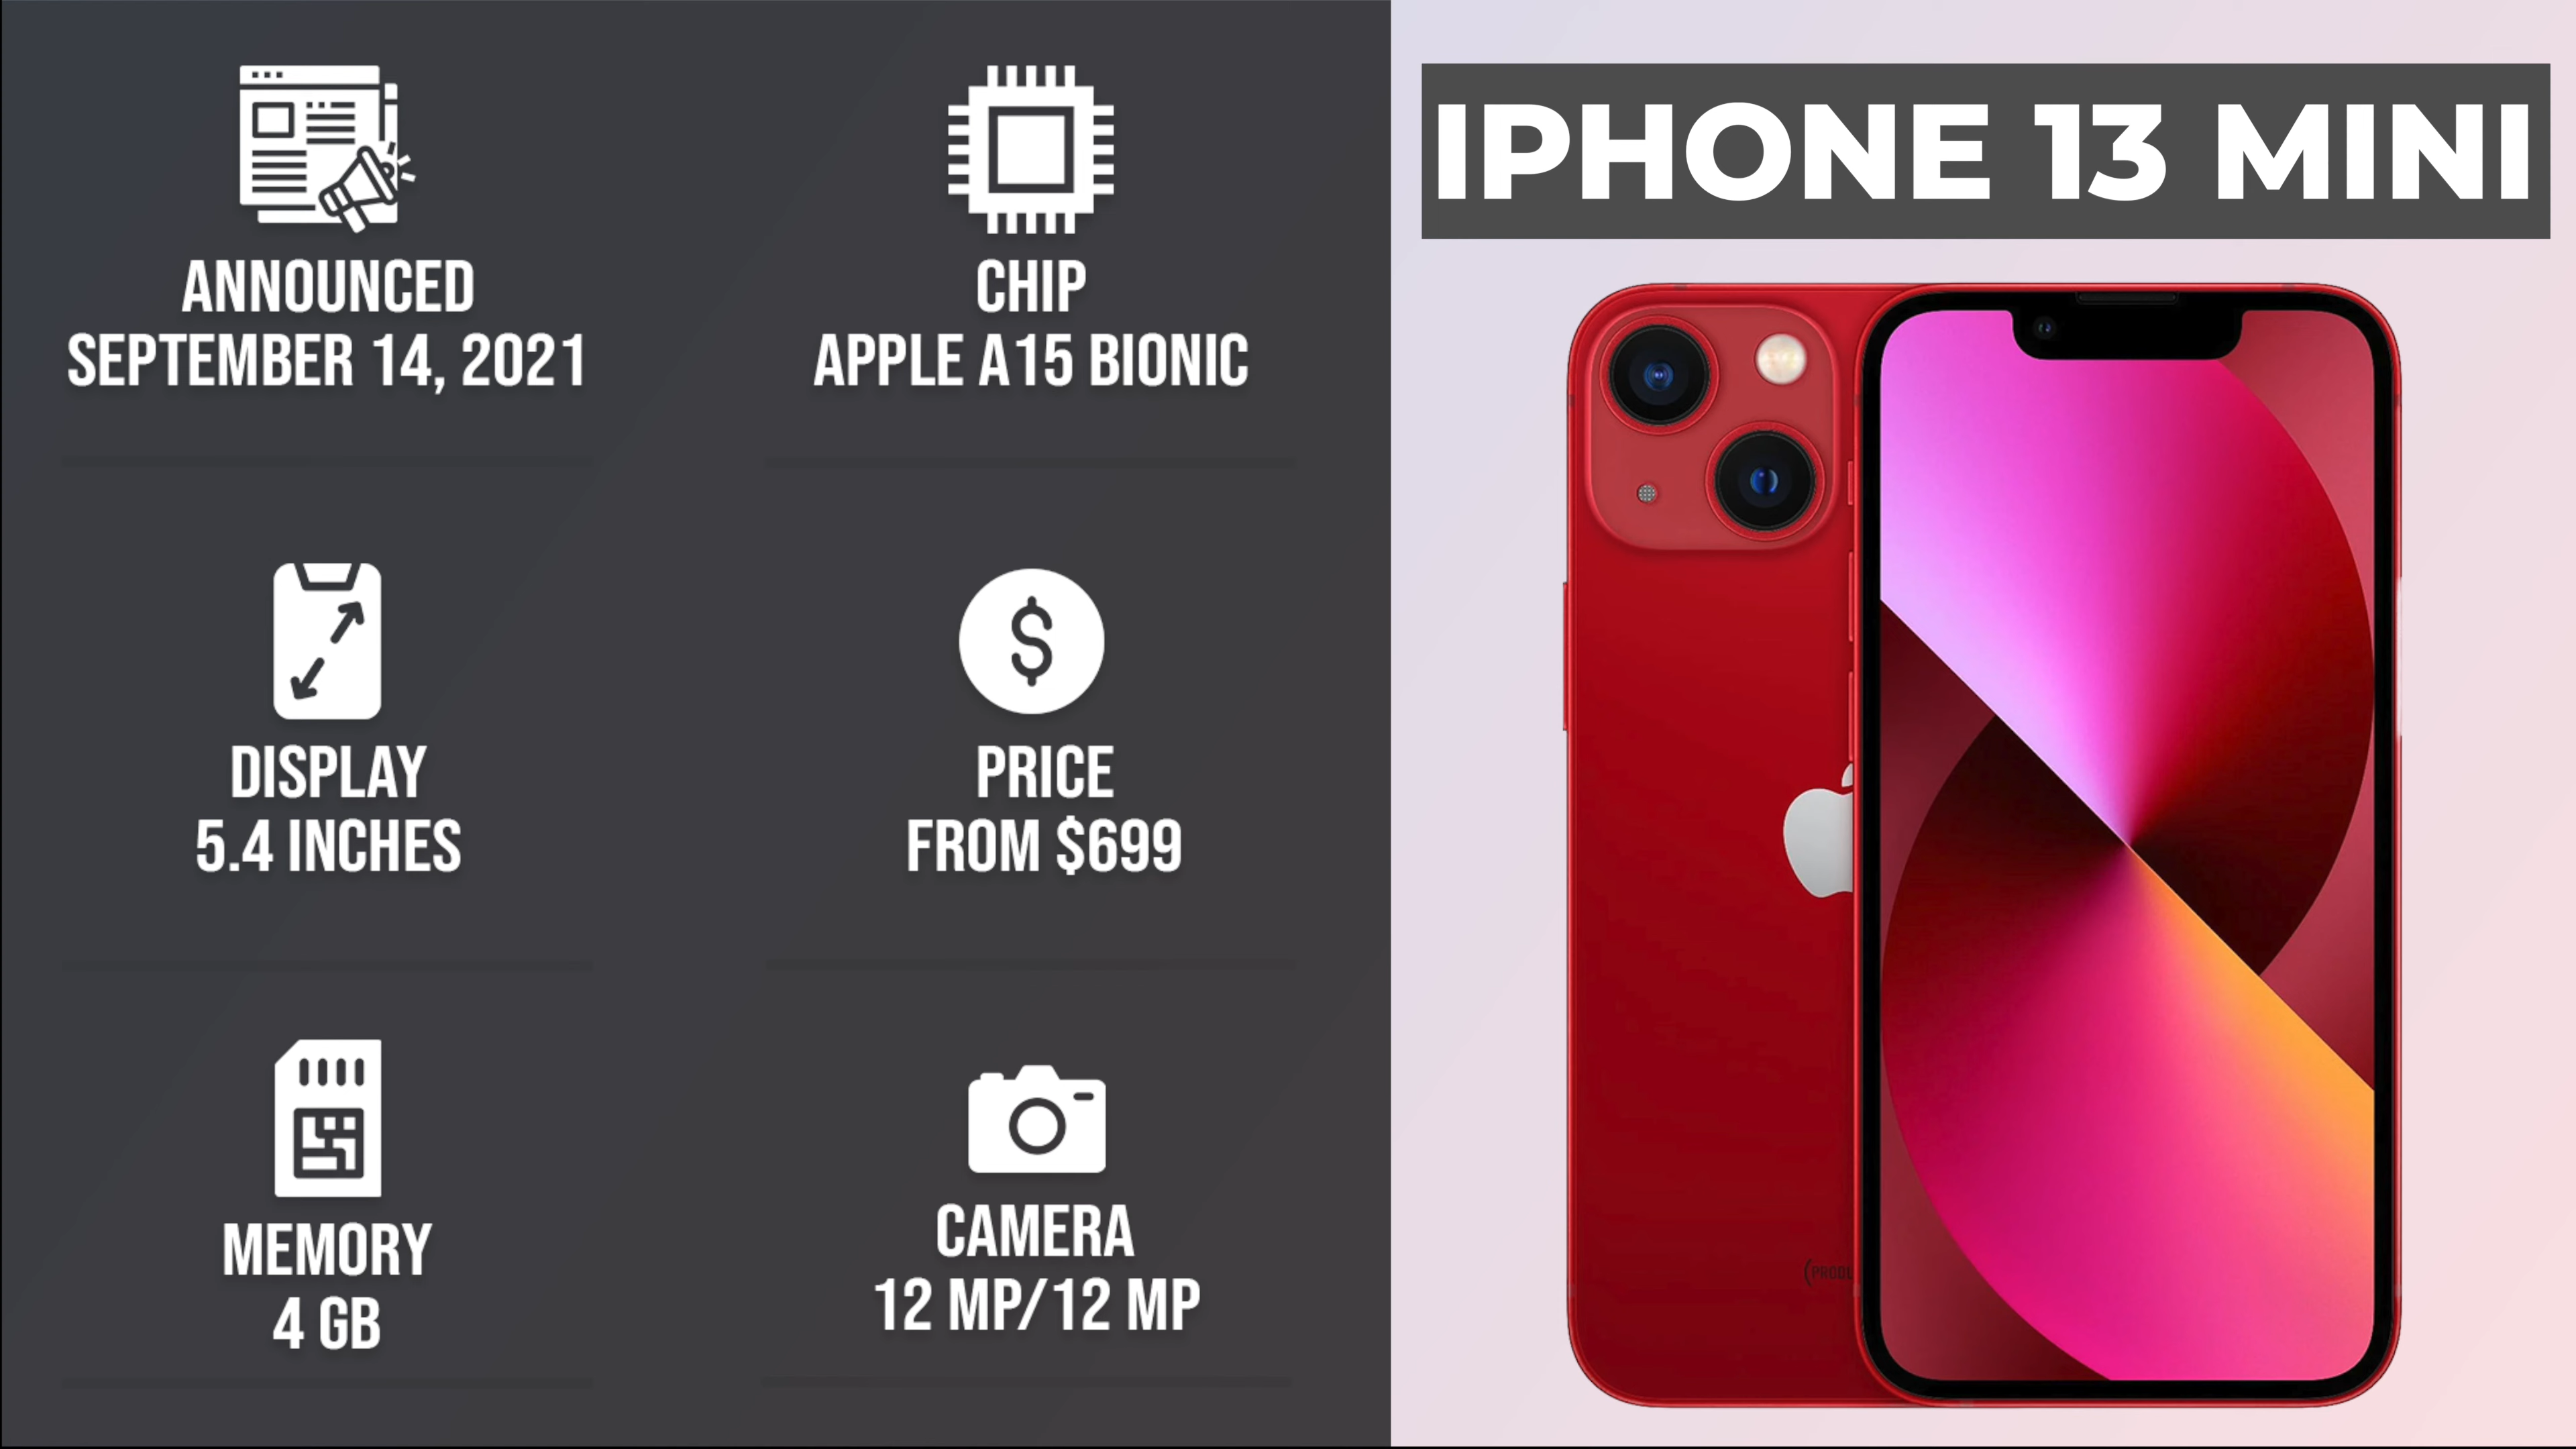 ANNOUNCED
SEPTEMBER 14, 2021
CHIP
APPLE A15 BIONIC
DISPLAY
5.4 INCHES
PRICE
FROM $699
MEMORY
4 GB
CAMERA
12 MP/12 MP
IPHONE 13 MINI
(PRODU